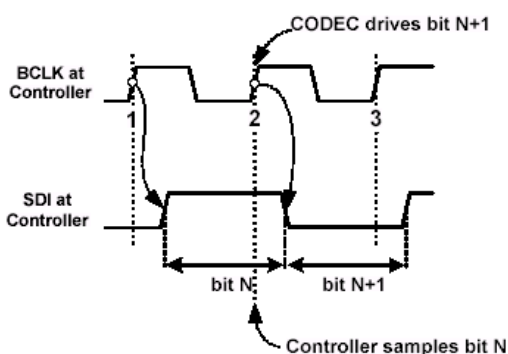 CODEC drives bit N+1
BCLK at
Controller
1
2
3
SDI at
Controller
bit N
bit N+1
Controller samples bit N